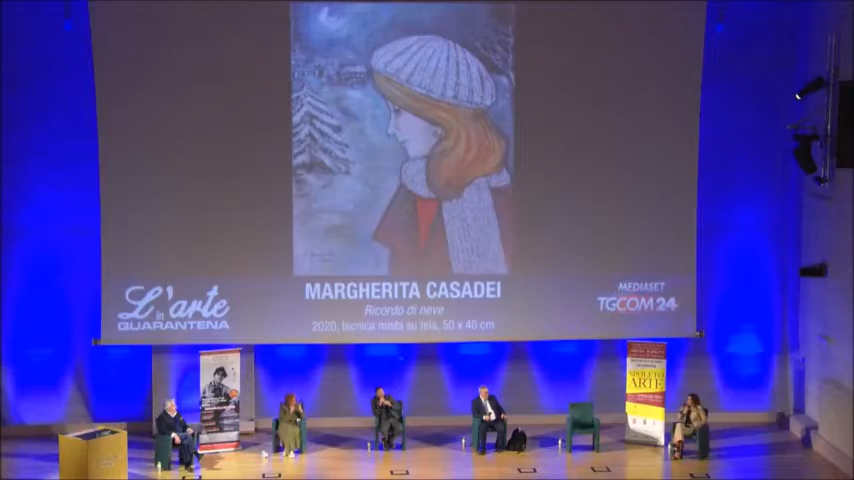 L'arte
in
QUARANTENA
MARGHERITA CASADEI
Ricordo di neve
2020, tecnica mista su tela, 50 x 40 cm
MEDIASET
TGCOM 24
SPOLETO
ARTE